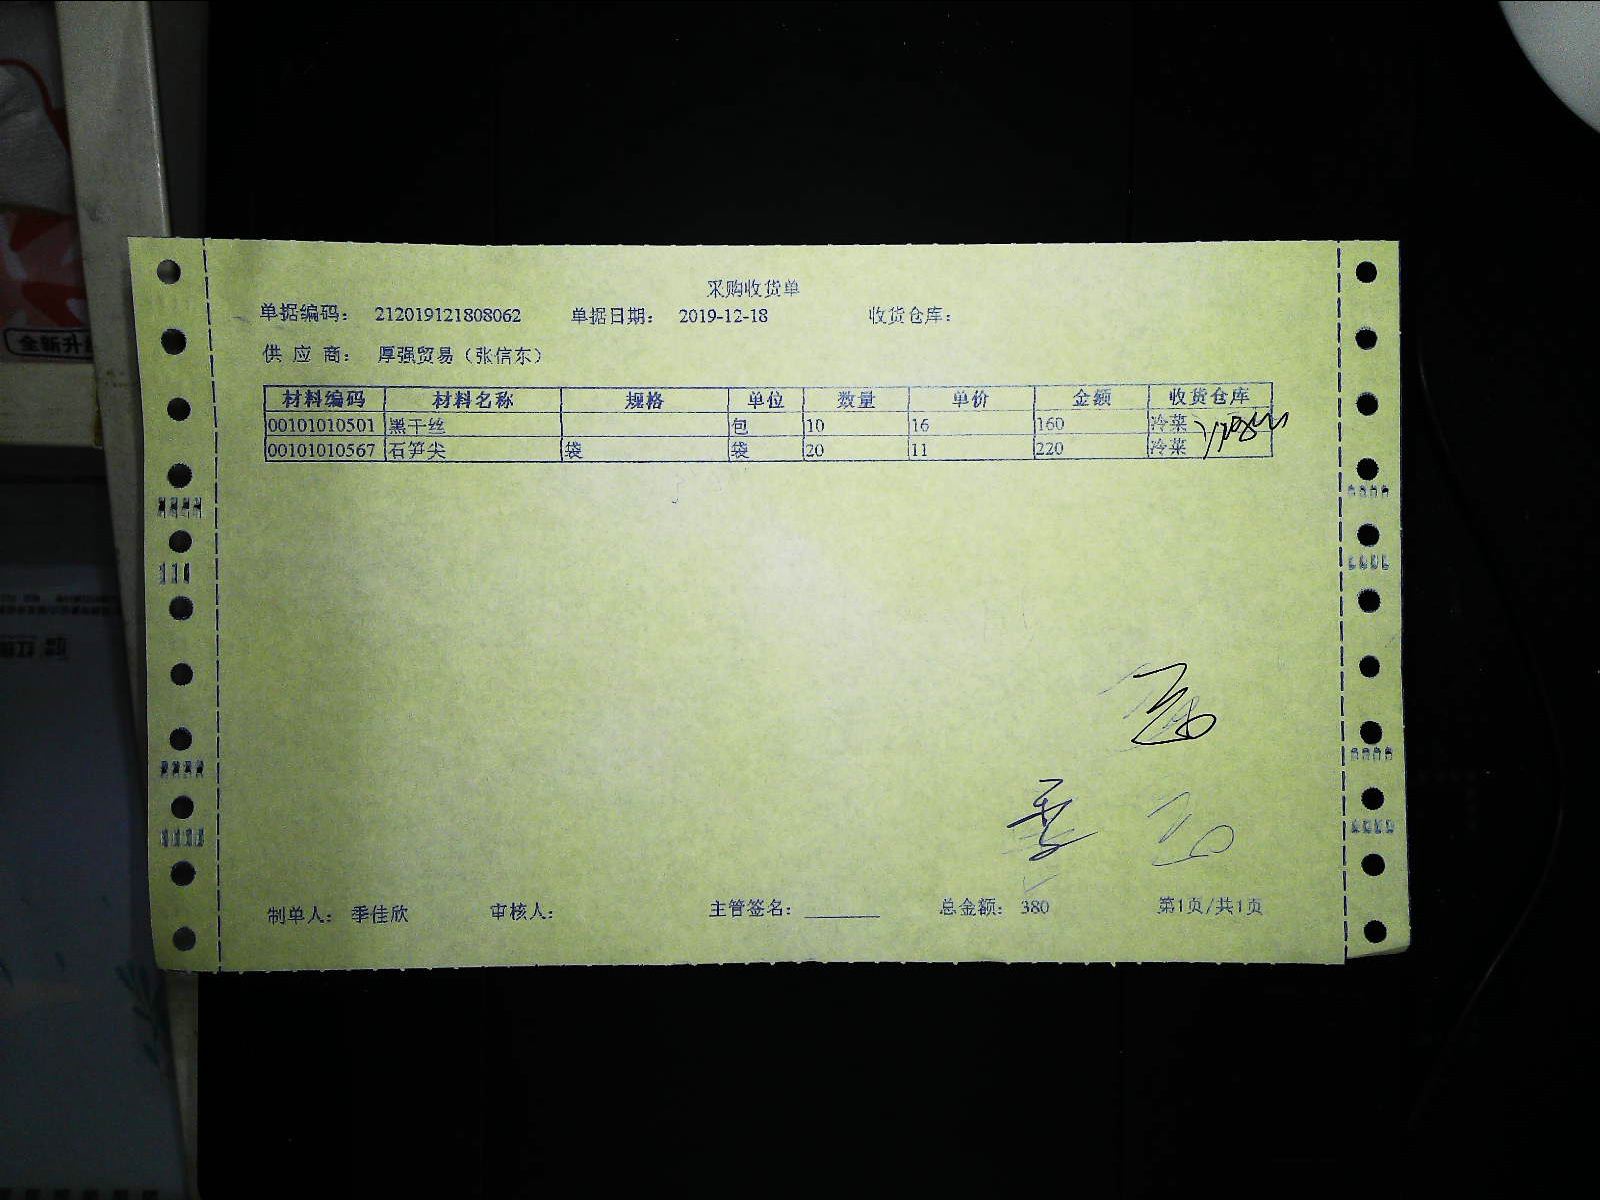 采购收货单
单据编码： 212019121808062 单据日期： 2019-12-18 收货仓库：
供 应 商： 厚强贸易（张信东）
材料编码 材料名称 规格 单位 数量 单价 金额 收货仓库
00101010501 黑干丝 包 10 16 160 冷菜
00101010567 石笋尖 袋 袋 20 11 220 冷菜
季
制单人： 季佳欣 审核人： 主管签名： 总金额： 380 第1页/共1页
全新升